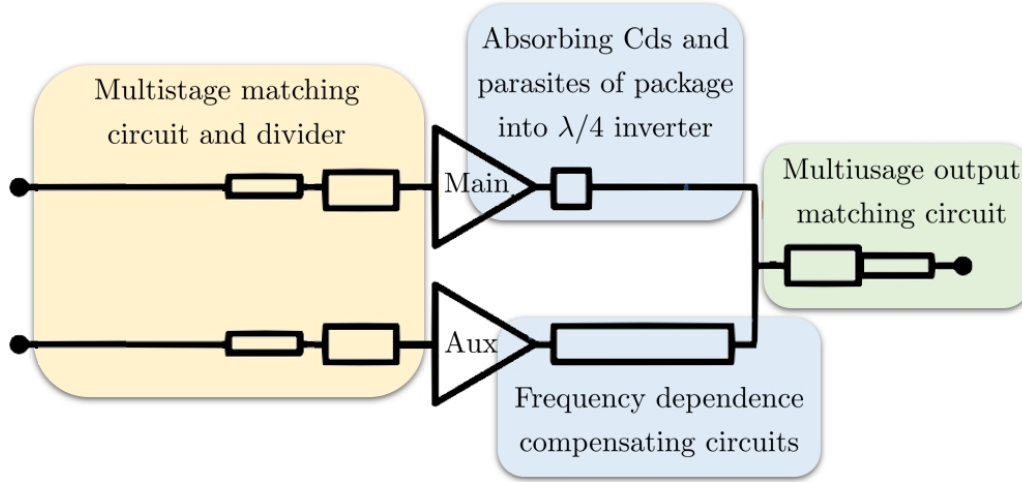 Absorbing Cds and
parasites of package
into λ/4 inverter
Multistage matching
circuit and divider
Main
Multiusage output
matching circuit
Aux
Frequency dependence
compensating circuits